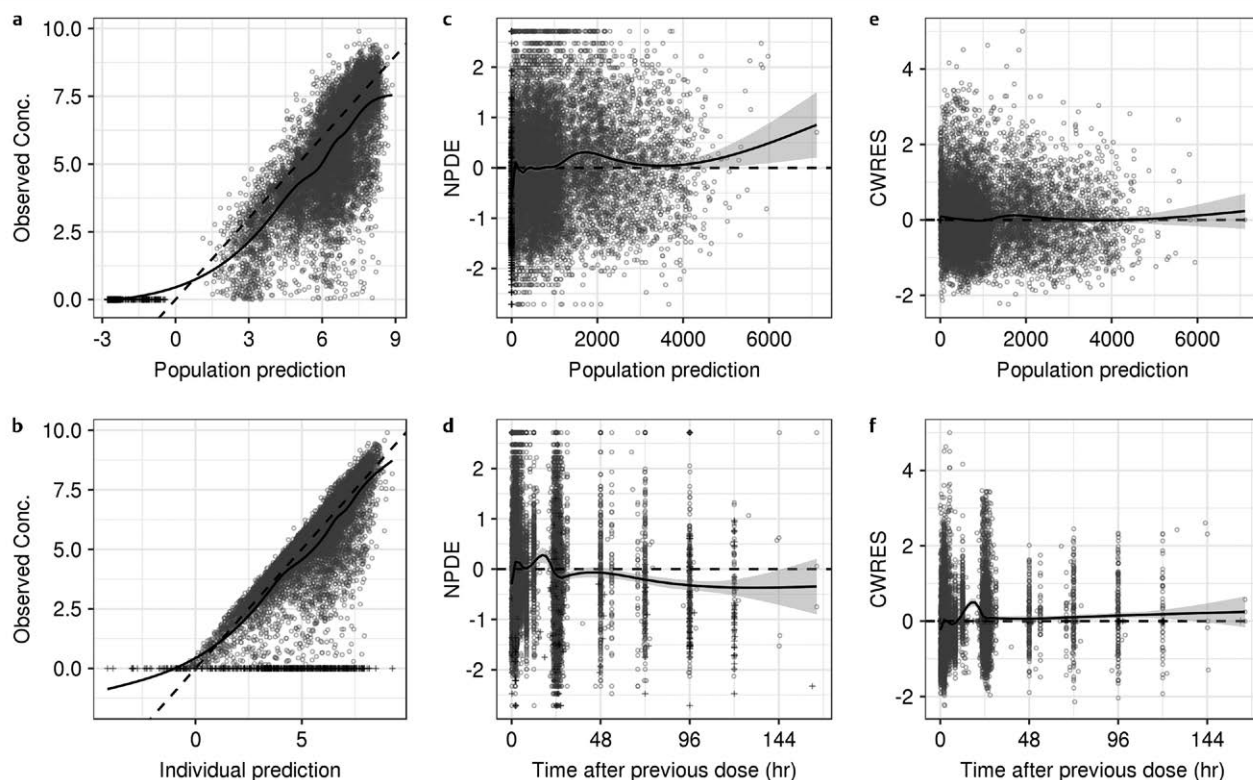 a
Observed Conc.
10.0
7.5
5.0
2.5
0.0
-3 0 3 6 9
Population prediction
c
NPDE
2
1
0
-1
-2
0 2000 4000 6000
Population prediction
e
CWRES
4
2
0
-2
0 2000 4000 6000
Population prediction
b
Observed Conc.
10.0
7.5
5.0
2.5
0.0
0 5
Individual prediction
d
NPDE
2
1
0
-1
-2
0 48 96 144
Time after previous dose (hr)
f
CWRES
4
2
0
-2
0 48 96 144
Time after previous dose (hr)